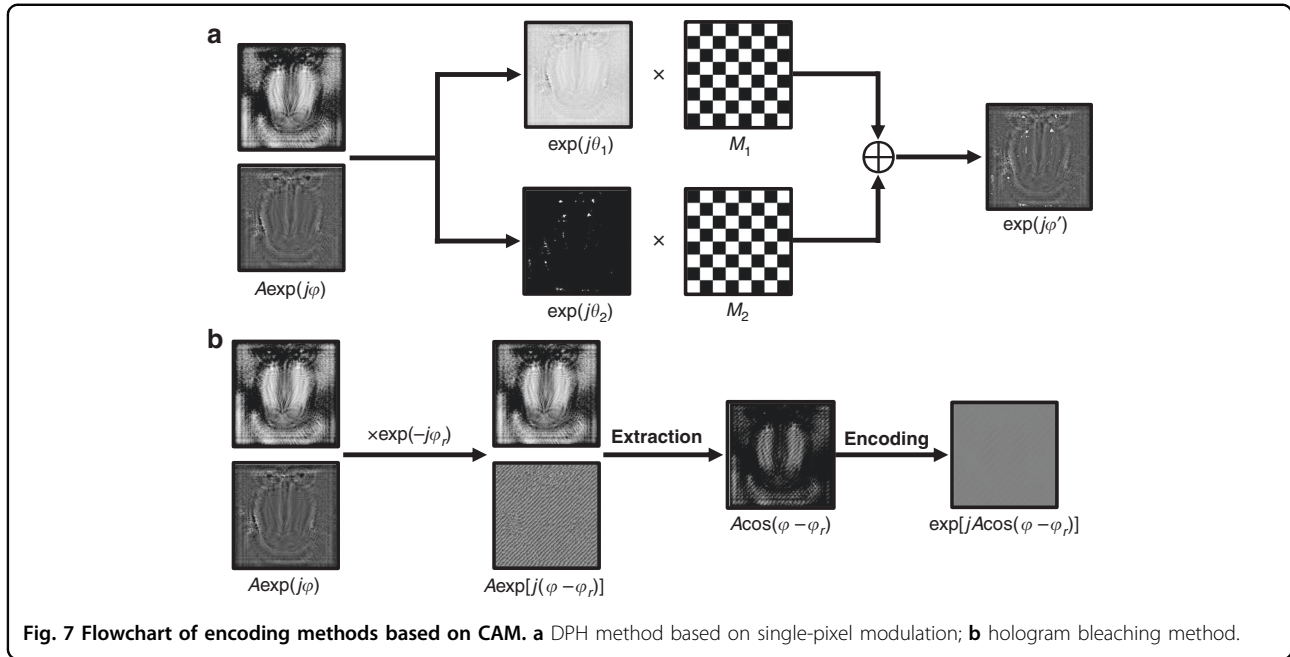 a
exp(jθ₁)
×
M₁
Aexp(jφ)
exp(jθ₂)
×
M₂
exp(jφ′)
b
×exp(−jφᵣ)
Extraction
Encoding
Aexp(jφ)
Aexp[j(φ −φᵣ)]
Acos(φ −φᵣ)
exp[jAcos(φ −φᵣ)]
Fig. 7 Flowchart of encoding methods based on CAM. a DPH method based on single-pixel modulation; b hologram bleaching method.